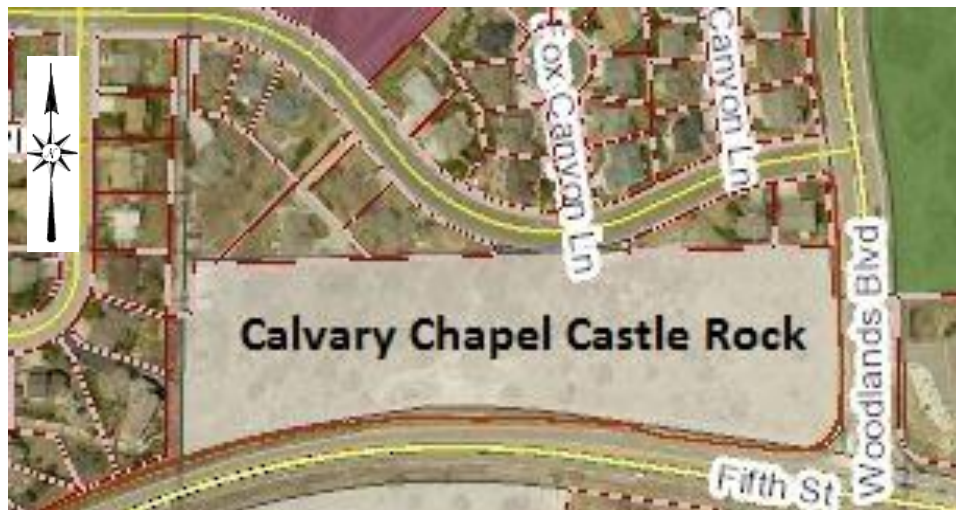 Fox Canyon Ln
Canyon Ln
Calvary Chapel Castle Rock
Woodlands Blvd
Fifth St